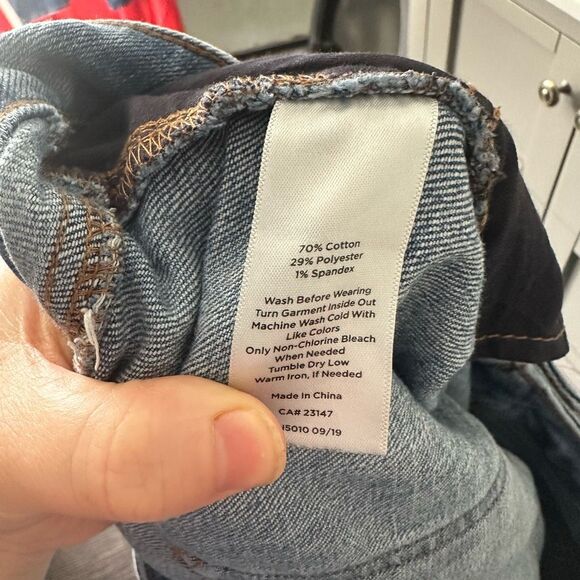 70% Cotton
29% Polyester
1% Spandex
Wash Before Wearing
Turn Garment Inside Out
Machine Wash Cold With
Like Colors
Only Non-Chlorine Bleach
When Needed
Tumble Dry Low
Warm Iron, If Needed
Made In China
CA# 23147
09/19